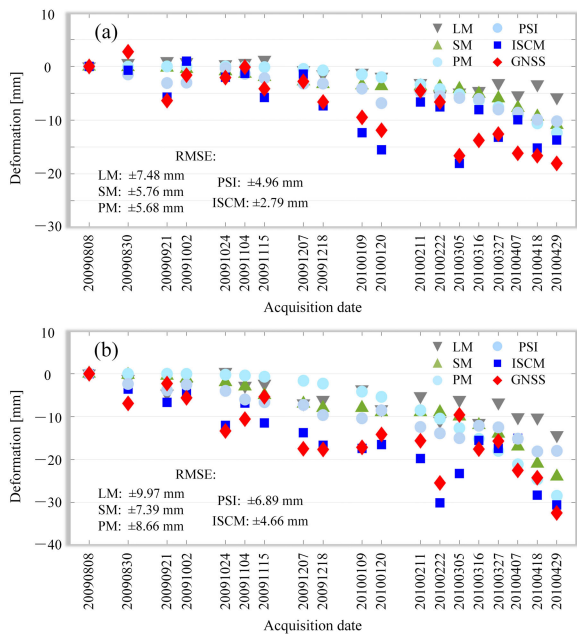 (a)
LM PSI
SM ISCM
PM GNSS
10
0
−10
−20
−30
Deformation [mm]
RMSE:
LM: ±7.48 mm
SM: ±5.76 mm
PM: ±5.68 mm
PSI: ±4.96 mm
ISCM: ±2.79 mm
20090808 20090830 20090921 20091002 20091024 20091104 20091115 20091207 20091218 20100109 20100120 20100211 20100222 20100305 20100316 20100327 20100407 20100418 20100429
Acquisition date
(b)
LM PSI
SM ISCM
PM GNSS
10
0
−10
−20
−30
−40
Deformation [mm]
RMSE:
LM: ±9.97 mm
SM: ±7.39 mm
PM: ±8.66 mm
PSI: ±6.89 mm
ISCM: ±4.66 mm
20090808 20090830 20090921 20091002 20091024 20091104 20091115 20091207 20091218 20100109 20100120 20100211 20100222 20100305 20100316 20100327 20100407 20100418 20100429
Acquisition date